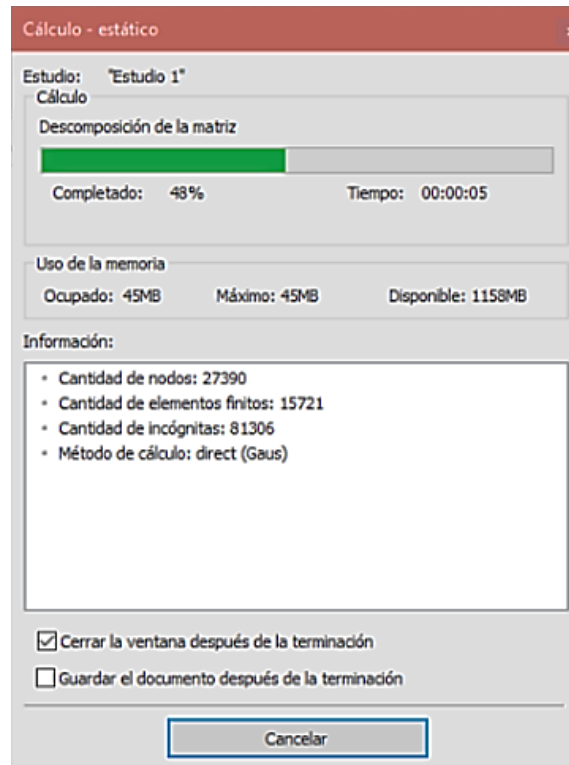 Cálculo - estático
Estudio: "Estudio 1"
Cálculo
Descomposición de la matriz
Completado: 48% Tiempo: 00:00:05
Uso de la memoria
Ocupado: 45MB Máximo: 45MB Disponible: 1158MB
Información:
• Cantidad de nodos: 27390
• Cantidad de elementos finitos: 15721
• Cantidad de incógnitas: 81306
• Método de cálculo: direct (Gaus)
Cerrar la ventana después de la terminación
Guardar el documento después de la terminación
Cancelar